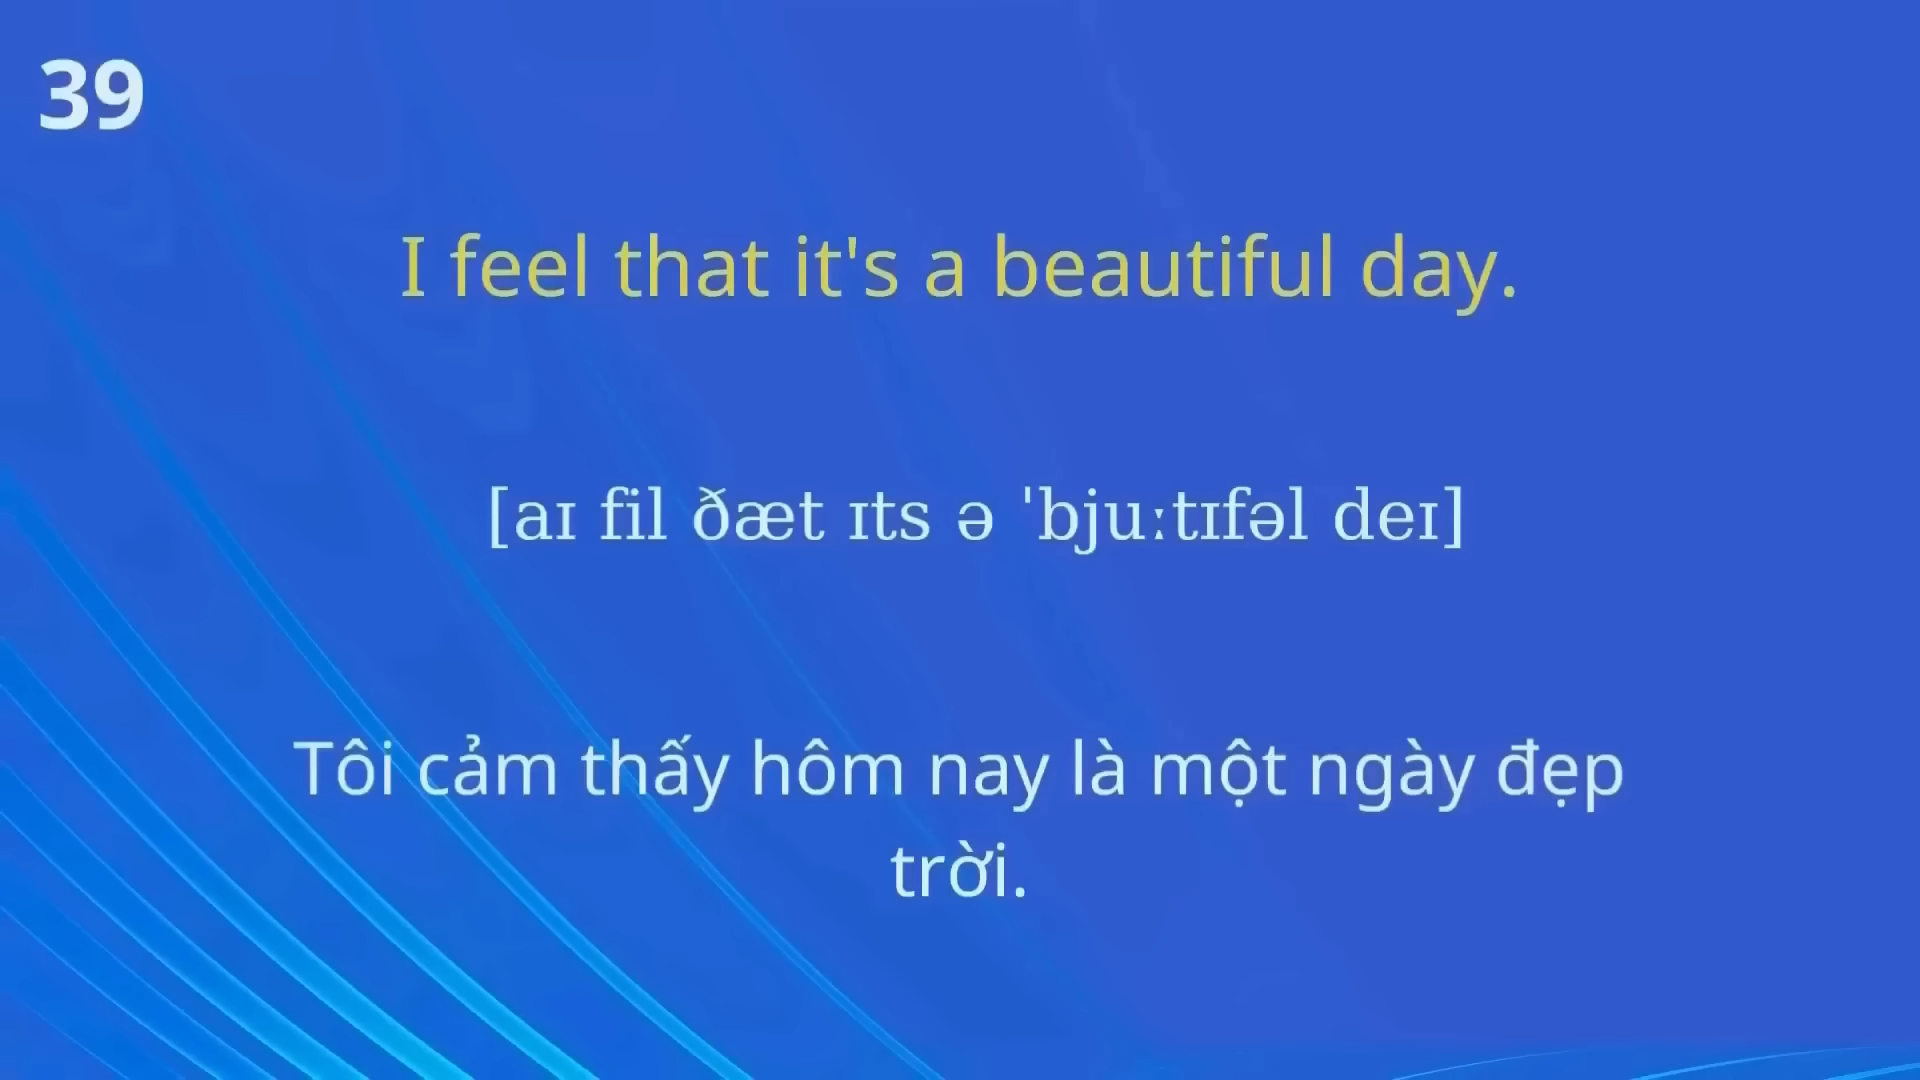 39
I feel that it's a beautiful day.
[aɪ fil ðæt ɪts ə ˈbjuːtɪfəl deɪ]
Tôi cảm thấy hôm nay là một ngày đẹp
trời.